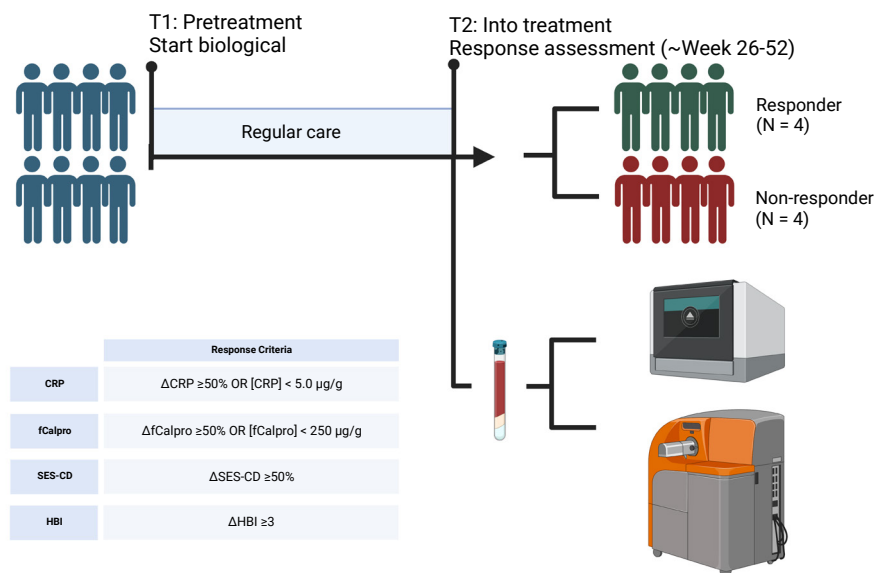 T1: Pretreatment
Start biological
T2: Into treatment
Response assessment (~Week 26-52)
Regular care
Responder
(N = 4)
Non-responder
(N = 4)
Response Criteria
CRP
ΔCRP ≥50% OR [CRP] < 5.0 µg/g
fCalpro
ΔfCalpro ≥50% OR [fCalpro] < 250 µg/g
SES-CD
ΔSES-CD ≥50%
HBI
ΔHBI ≥3